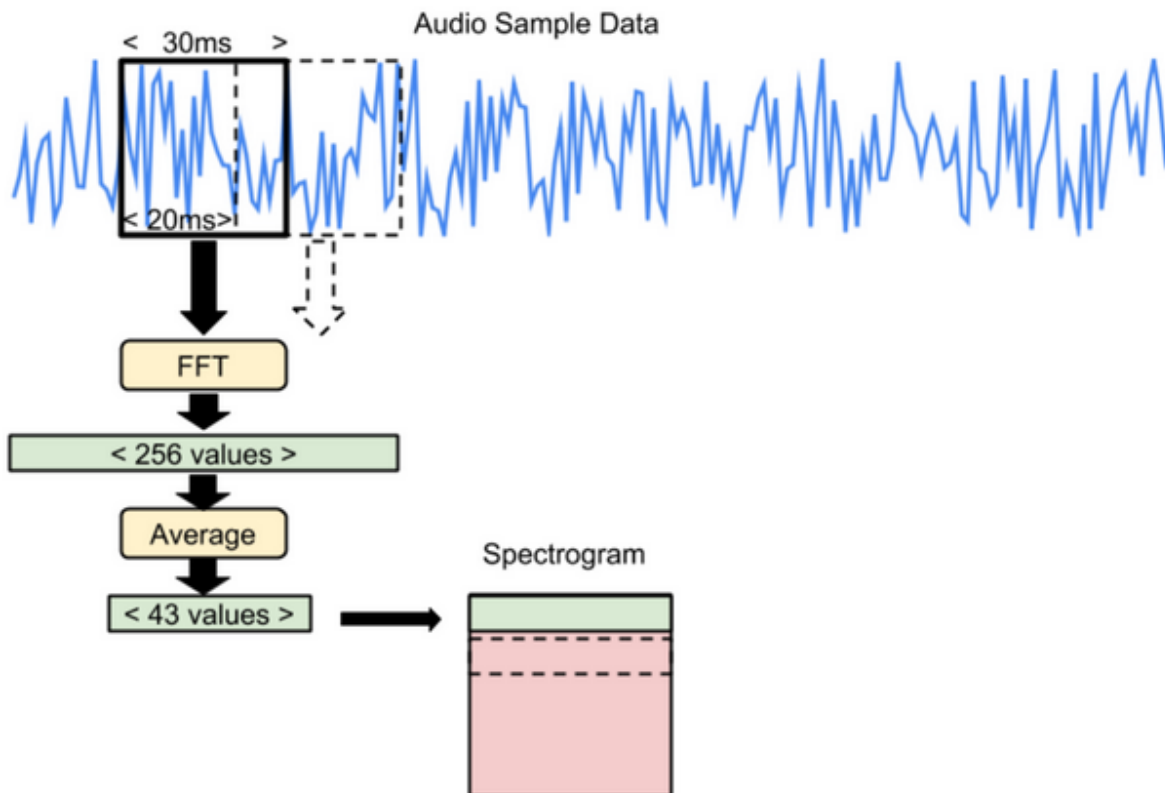 Audio Sample Data
< 30ms >
< 20ms>
FFT
< 256 values >
Average
Spectrogram
< 43 values >